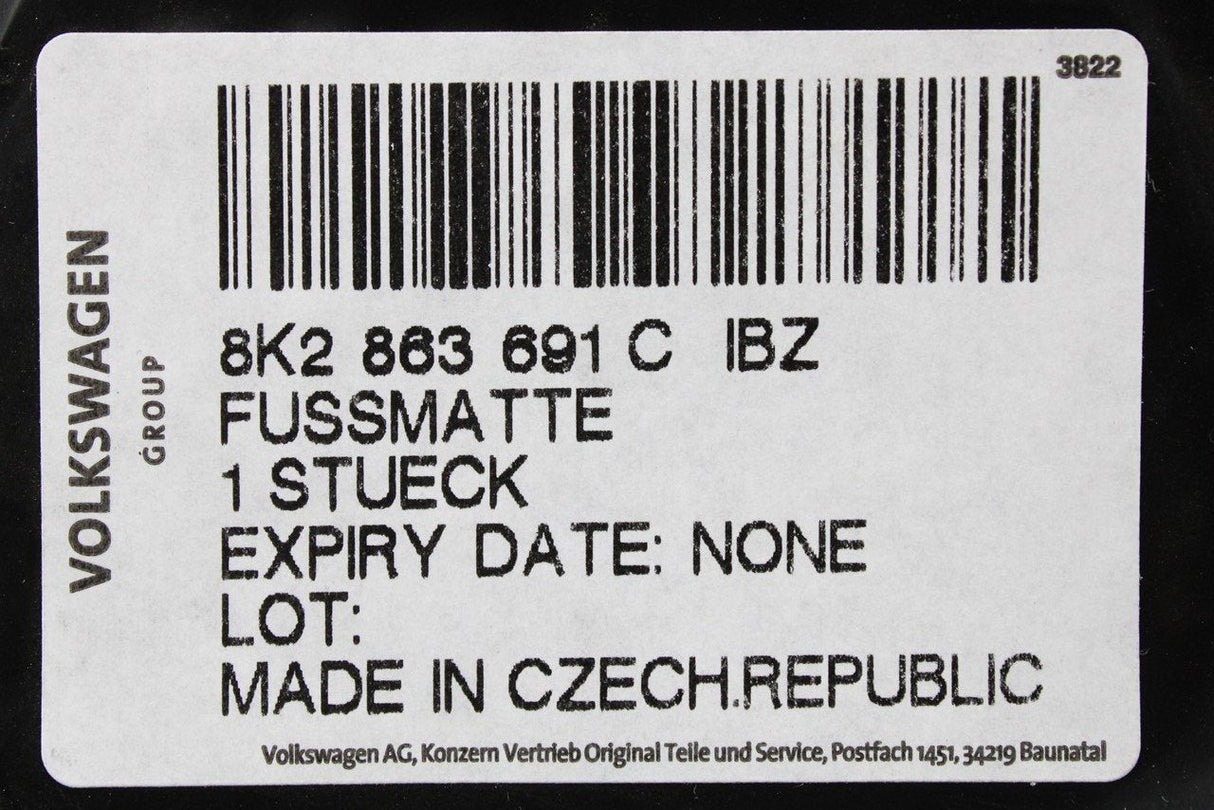 3822
VOLKSWAGEN
GROUP
8K2 863 691 C IBZ
FUSSMATTE
1 STUECK
EXPIRY DATE: NONE
LOT:
MADE IN CZECH.REPUBLIC
Volkswagen AG, Konzern Vertrieb Original Teile und Service, Postfach 1451, 34219 Baunatal